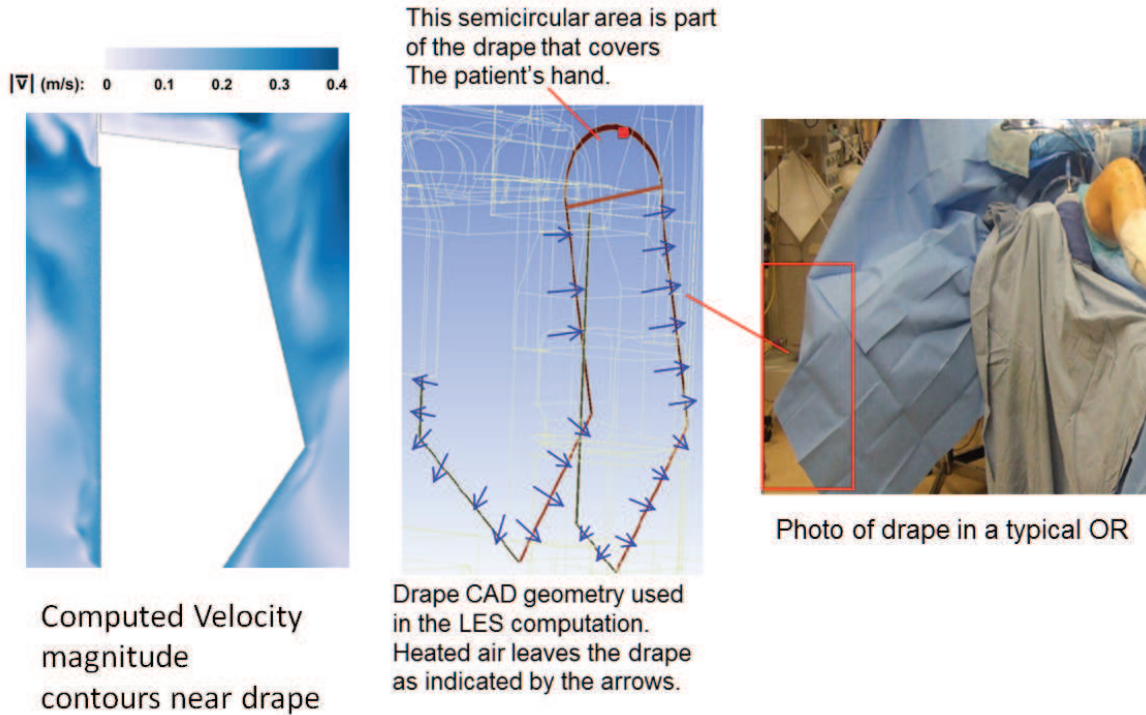 This semicircular area is part
of the drape that covers
The patient's hand.
|v̅| (m/s): 0 0.1 0.2 0.3 0.4
Photo of drape in a typical OR
Drape CAD geometry used
in the LES computation.
Heated air leaves the drape
as indicated by the arrows.
Computed Velocity
magnitude
contours near drape